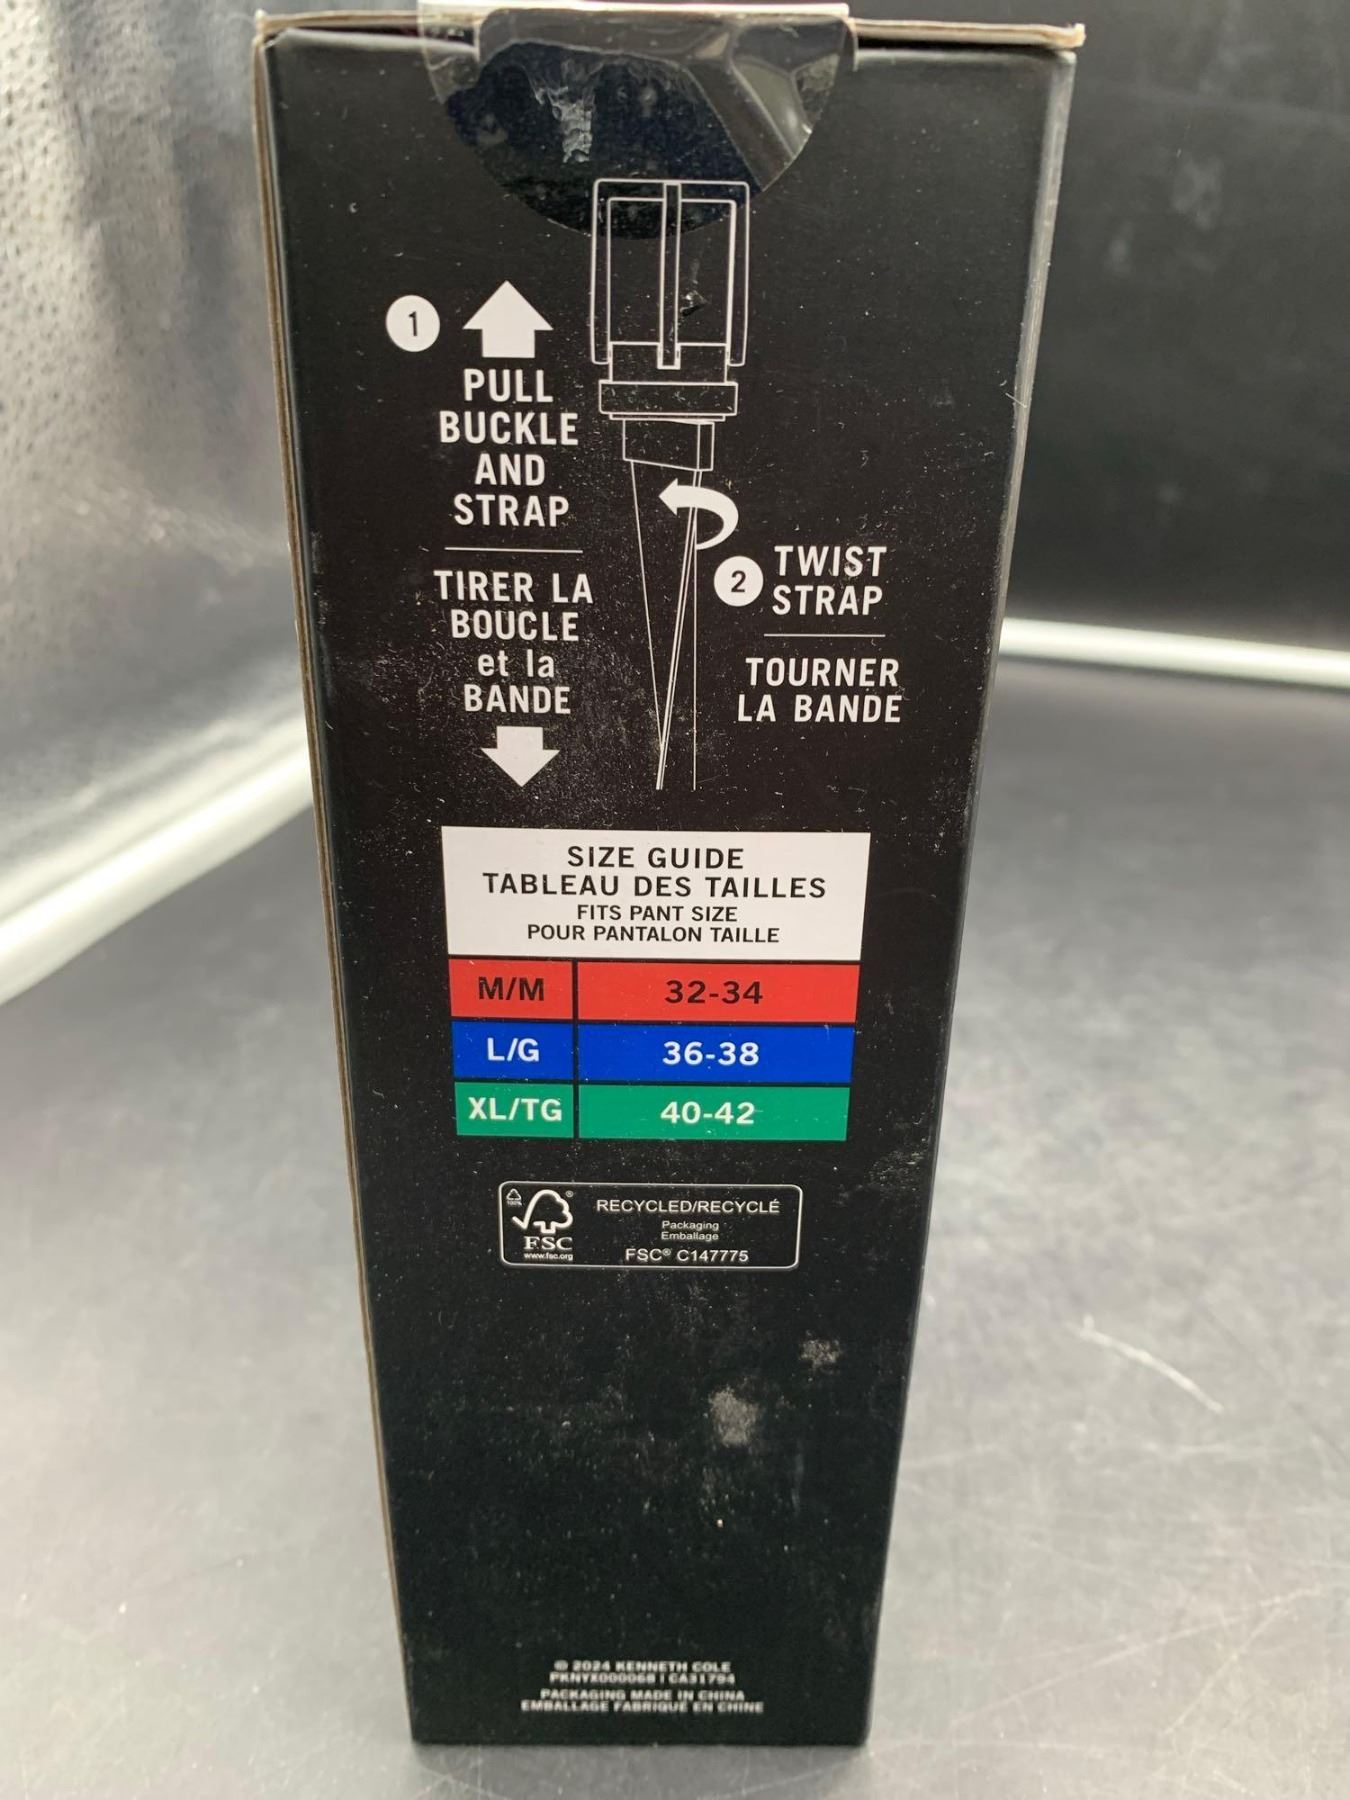 1
PULL
BUCKLE
AND
STRAP
TIRER LA
BOUCLE
et la
BANDE
2
TWIST
STRAP
TOURNER
LA BANDE
SIZE GUIDE
TABLEAU DES TAILLES
FITS PANT SIZE
POUR PANTALON TAILLE
M/M 32-34
L/G 36-38
XL/TG 40-42
100%
FSC
www.fsc.org
RECYCLED/RECYCLÉ
Packaging
Emballage
FSC® C147775
© 2024 KENNETH COLE
PKNYX000006B | CA31794
PACKAGING MADE IN CHINA
EMBALLAGE FABRIQUÉ EN CHINE